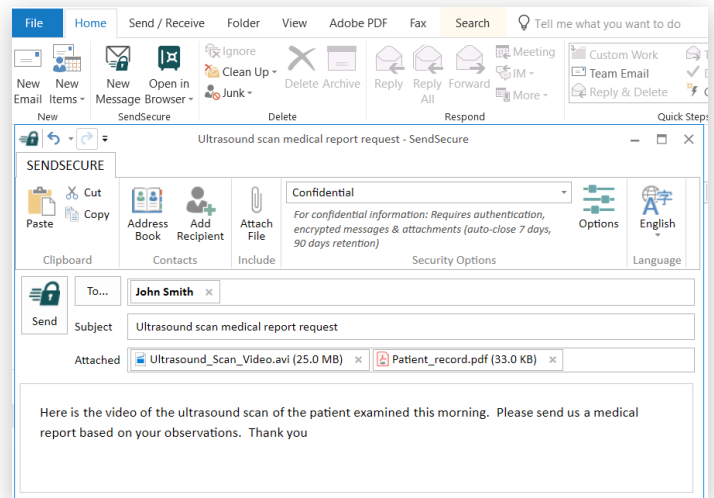 File Home Send / Receive Folder View Adobe PDF Fax Search Tell me what you want to do
New Email
New Items
New Message
Open in Browser
Ignore
Clean Up
Junk
Delete Archive
Reply
Reply All
Forward
Meeting
IM
More
Custom Work
Team Email
Reply & Delete
New SendSecure Delete Respond Quick Steps
Ultrasound scan medical report request - SendSecure
SENDSECURE
Paste
Cut
Copy
Address Book
Add Recipient
Attach File
Confidential
For confidential information: Requires authentication,
encrypted messages & attachments (auto-close 7 days,
90 days retention)
Options
English
Clipboard Contacts Include Security Options Language
Send
To... John Smith
Subject Ultrasound scan medical report request
Attached Ultrasound_Scan_Video.avi (25.0 MB) Patient_record.pdf (33.0 KB)
Here is the video of the ultrasound scan of the patient examined this morning. Please send us a medical
report based on your observations. Thank you